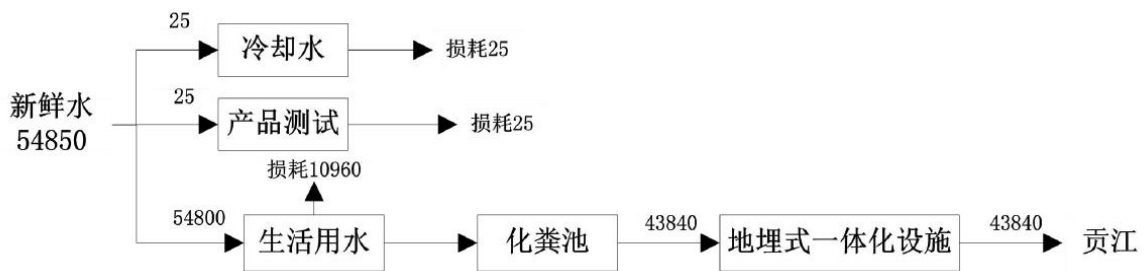 25
冷却水
损耗25
新鲜水
54850
25
产品测试
损耗25
损耗10960
54800
生活用水
化粪池
43840
地埋式一体化设施
43840
贡江